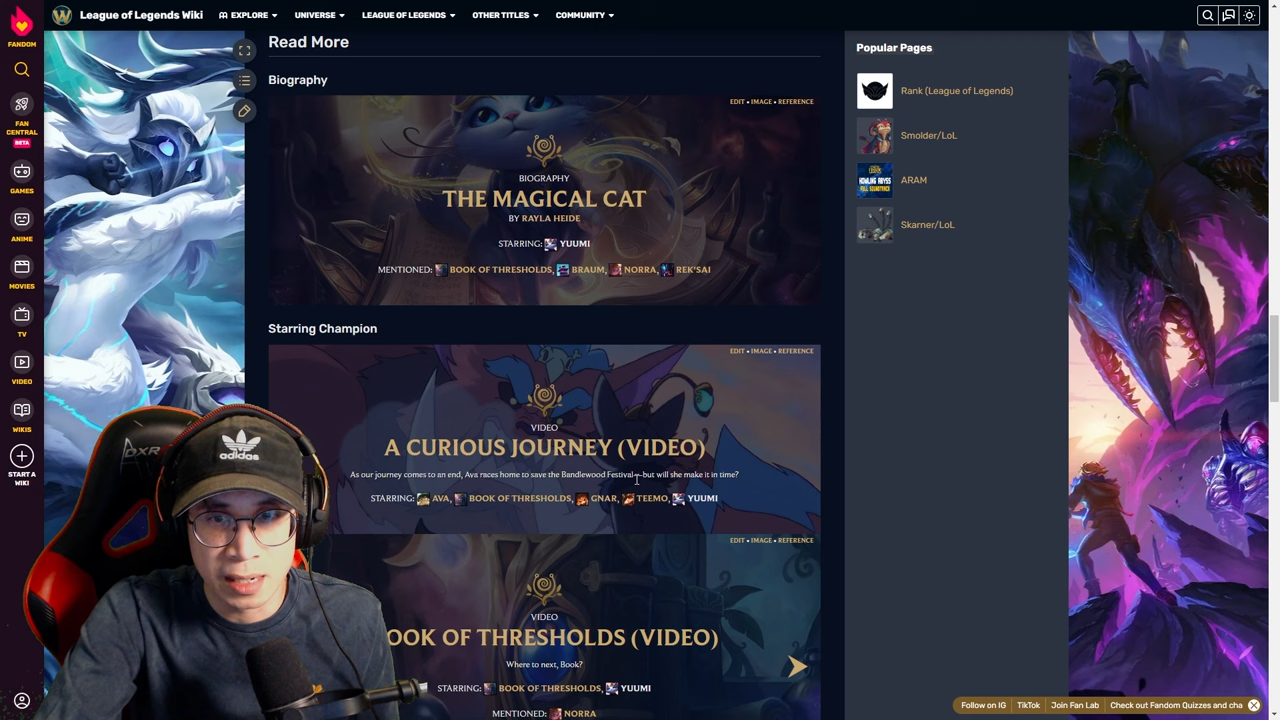 FANDOM
FAN
CENTRAL
BETA
GAMES
ANIME
MOVIES
TV
VIDEO
WIKIS
START A
WIKI
League of Legends Wiki
EXPLORE
UNIVERSE
LEAGUE OF LEGENDS
OTHER TITLES
COMMUNITY
Read More
Biography
EDIT • IMAGE • REFERENCE
BIOGRAPHY
THE MAGICAL CAT
BY RAYLA HEIDE
STARRING: YUUMI
MENTIONED: BOOK OF THRESHOLDS, BRAUM, NORRA, REK'SAI
Starring Champion
EDIT • IMAGE • REFERENCE
VIDEO
A CURIOUS JOURNEY (VIDEO)
As our journey comes to an end, Ava races home to save the Bandlewood Festival—but will she make it in time?
STARRING: AVA, BOOK OF THRESHOLDS, GNAR, TEEMO, YUUMI
EDIT • IMAGE • REFERENCE
VIDEO
OOK OF THRESHOLDS (VIDEO)
Where to next, Book?
STARRING: BOOK OF THRESHOLDS, YUUMI
MENTIONED: NORRA
Popular Pages
Rank (League of Legends)
Smolder/LoL
ARAM
HOWLING ABYSS
FULL SOUNDTRACK
Skarner/LoL
DXR
adidas
Follow on IG
TikTok
Join Fan Lab
Check out Fandom Quizzes and cha